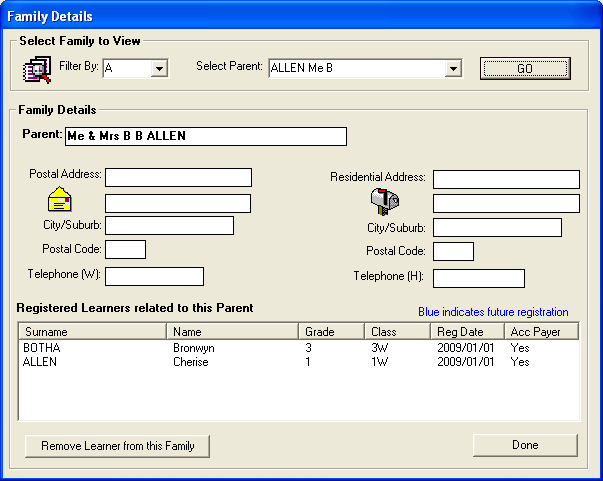 Family Details
Select Family to View
Filter By: A Select Parent: ALLEN Me B GO
Family Details
Parent: Me & Mrs B B ALLEN
Postal Address: Residential Address:
City/Suburb: City/Suburb:
Postal Code: Postal Code:
Telephone (W): Telephone (H):
Registered Learners related to this Parent Blue indicates future registration
Surname Name Grade Class Reg Date Acc Payer
BOTHA Bronwyn 3 3W 2009/01/01 Yes
ALLEN Cherise 1 1W 2009/01/01 Yes
Remove Learner from this Family Done